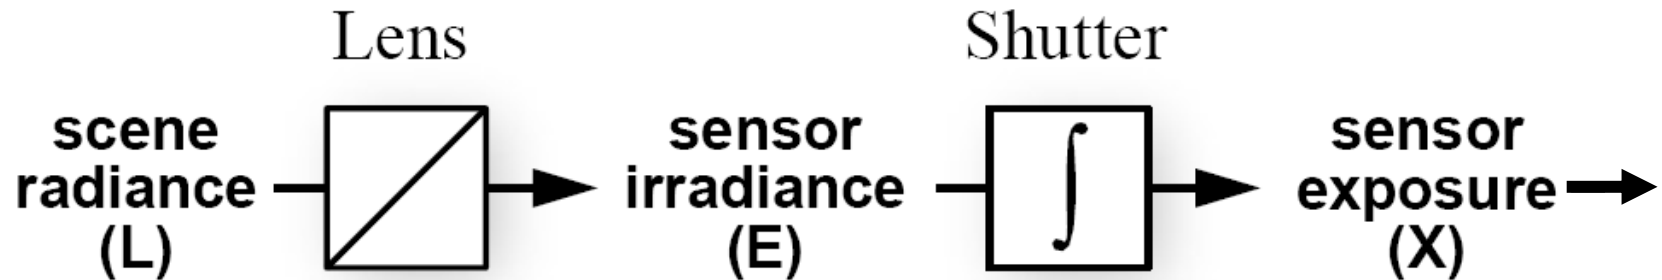 Lens
Shutter
scene
radiance
(L)
sensor
irradiance
(E)
∫
sensor
exposure
(X)